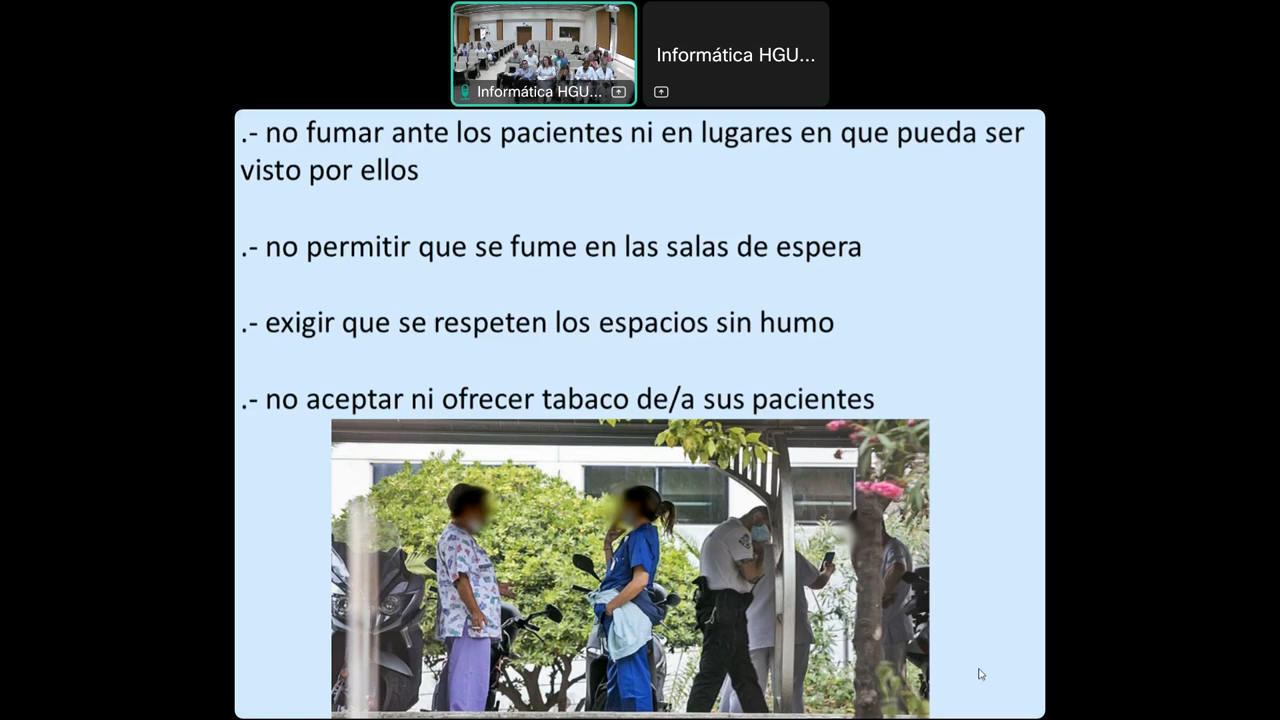 Informática HGU...
Informática HGU...
.- no fumar ante los pacientes ni en lugares en que pueda ser
visto por ellos
.- no permitir que se fume en las salas de espera
.- exigir que se respeten los espacios sin humo
.- no aceptar ni ofrecer tabaco de/a sus pacientes